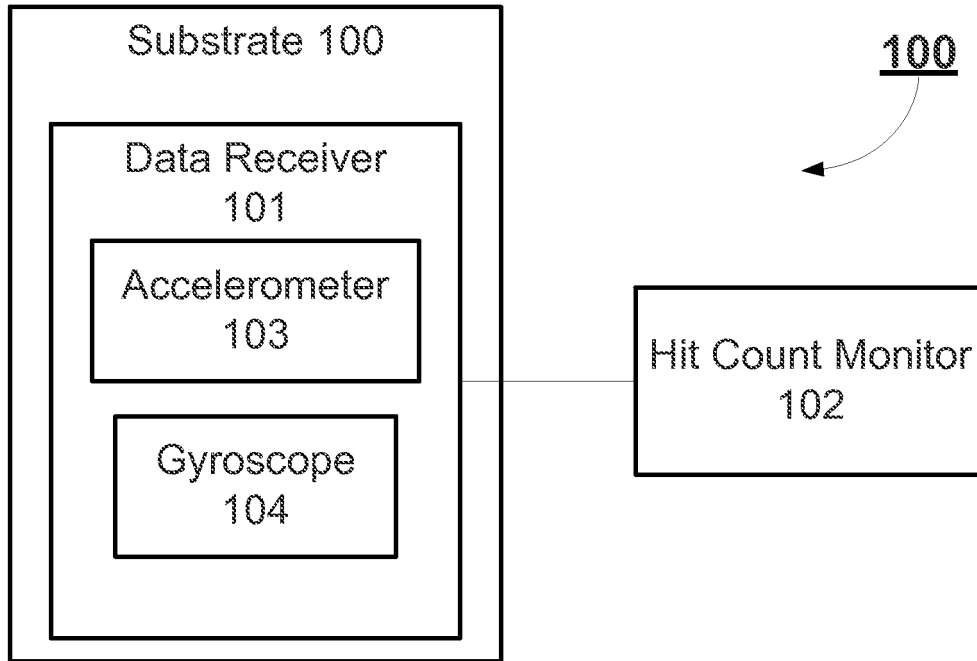 Substrate 100
100
Data Receiver
101
Accelerometer
103
Gyroscope
104
Hit Count Monitor
102